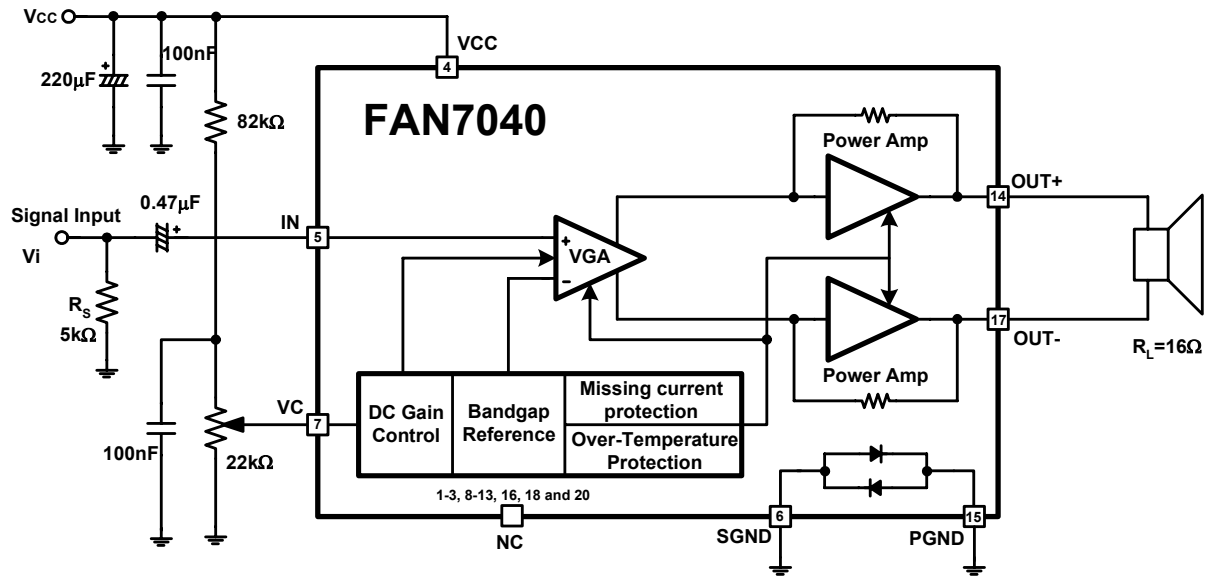 Vcc
100nF
VCC
4
220μF
FAN7040
82kΩ
Power Amp
0.47μF
OUT+
14
Signal Input
IN
5
Vi
+
VGA
−
RS
5kΩ
17
OUT-
RL=16Ω
Power Amp
VC
7
DC Gain
Control
Bandgap
Reference
Missing current
protection
Over-Temperature
Protection
100nF
22kΩ
1-3, 8-13, 16, 18 and 20
NC
SGND
6
PGND
15